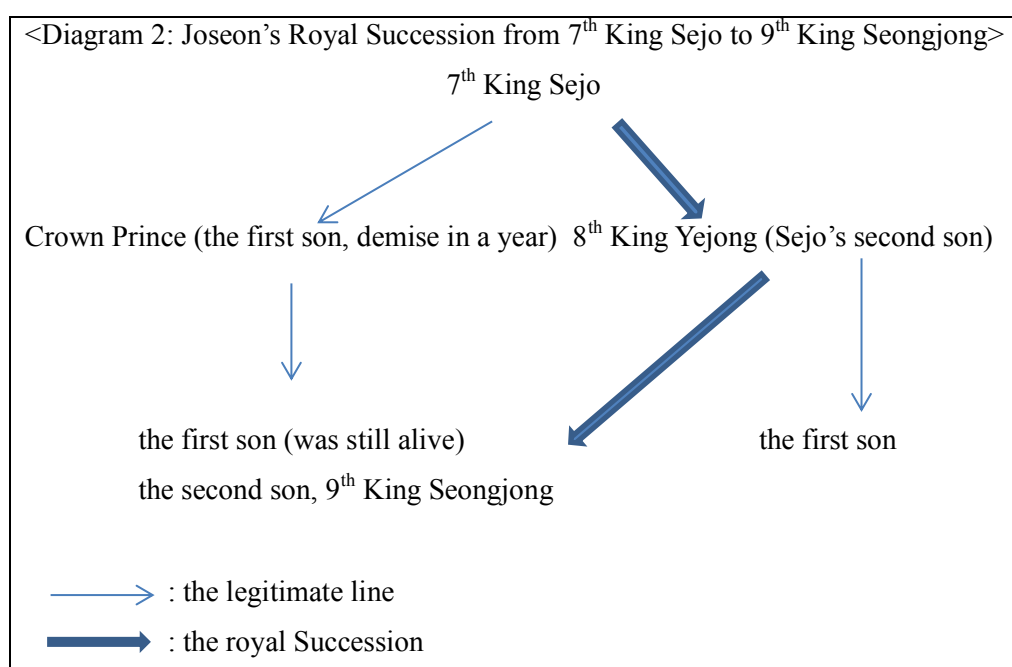 <Diagram 2: Joseon’s Royal Succession from 7th King Sejo to 9th King Seongjong>
7th King Sejo
Crown Prince (the first son, demise in a year) 8th King Yejong (Sejo’s second son)
the first son (was still alive) the first son
the second son, 9th King Seongjong
: the legitimate line
: the royal Succession